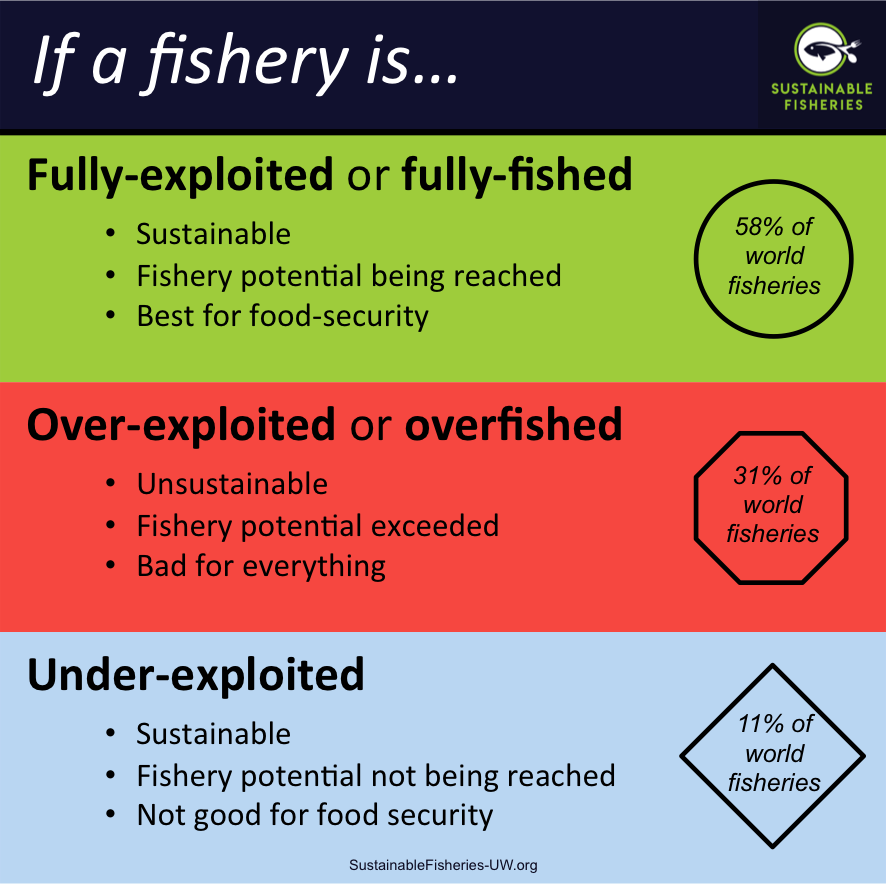 If a fishery is...
SUSTAINABLE
FISHERIES
Fully-exploited or fully-fished
• Sustainable
• Fishery potential being reached
• Best for food-security
58% of
world
fisheries
Over-exploited or overfished
• Unsustainable
• Fishery potential exceeded
• Bad for everything
31% of
world
fisheries
Under-exploited
• Sustainable
• Fishery potential not being reached
• Not good for food security
11% of
world
fisheries
SustainableFisheries-UW.org